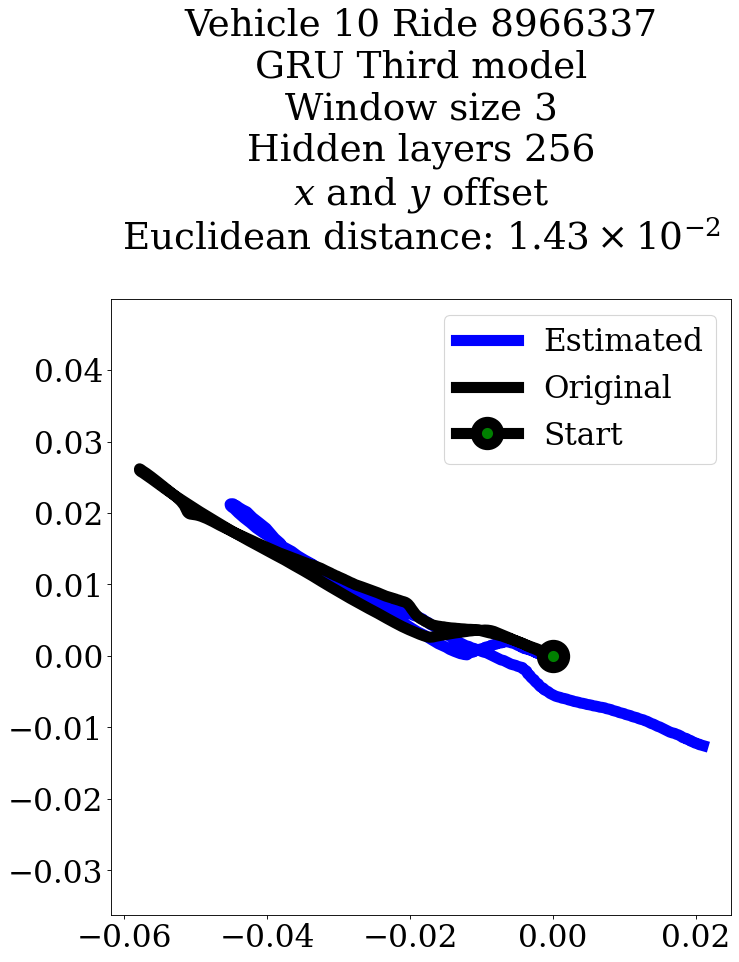 Vehicle 10 Ride 8966337
GRU Third model
Window size 3
Hidden layers 256
x and y offset
Euclidean distance: 1.43 × 10⁻²
Estimated
Original
Start
0.04
0.03
0.02
0.01
0.00
−0.01
−0.02
−0.03
−0.06 −0.04 −0.02 0.00 0.02